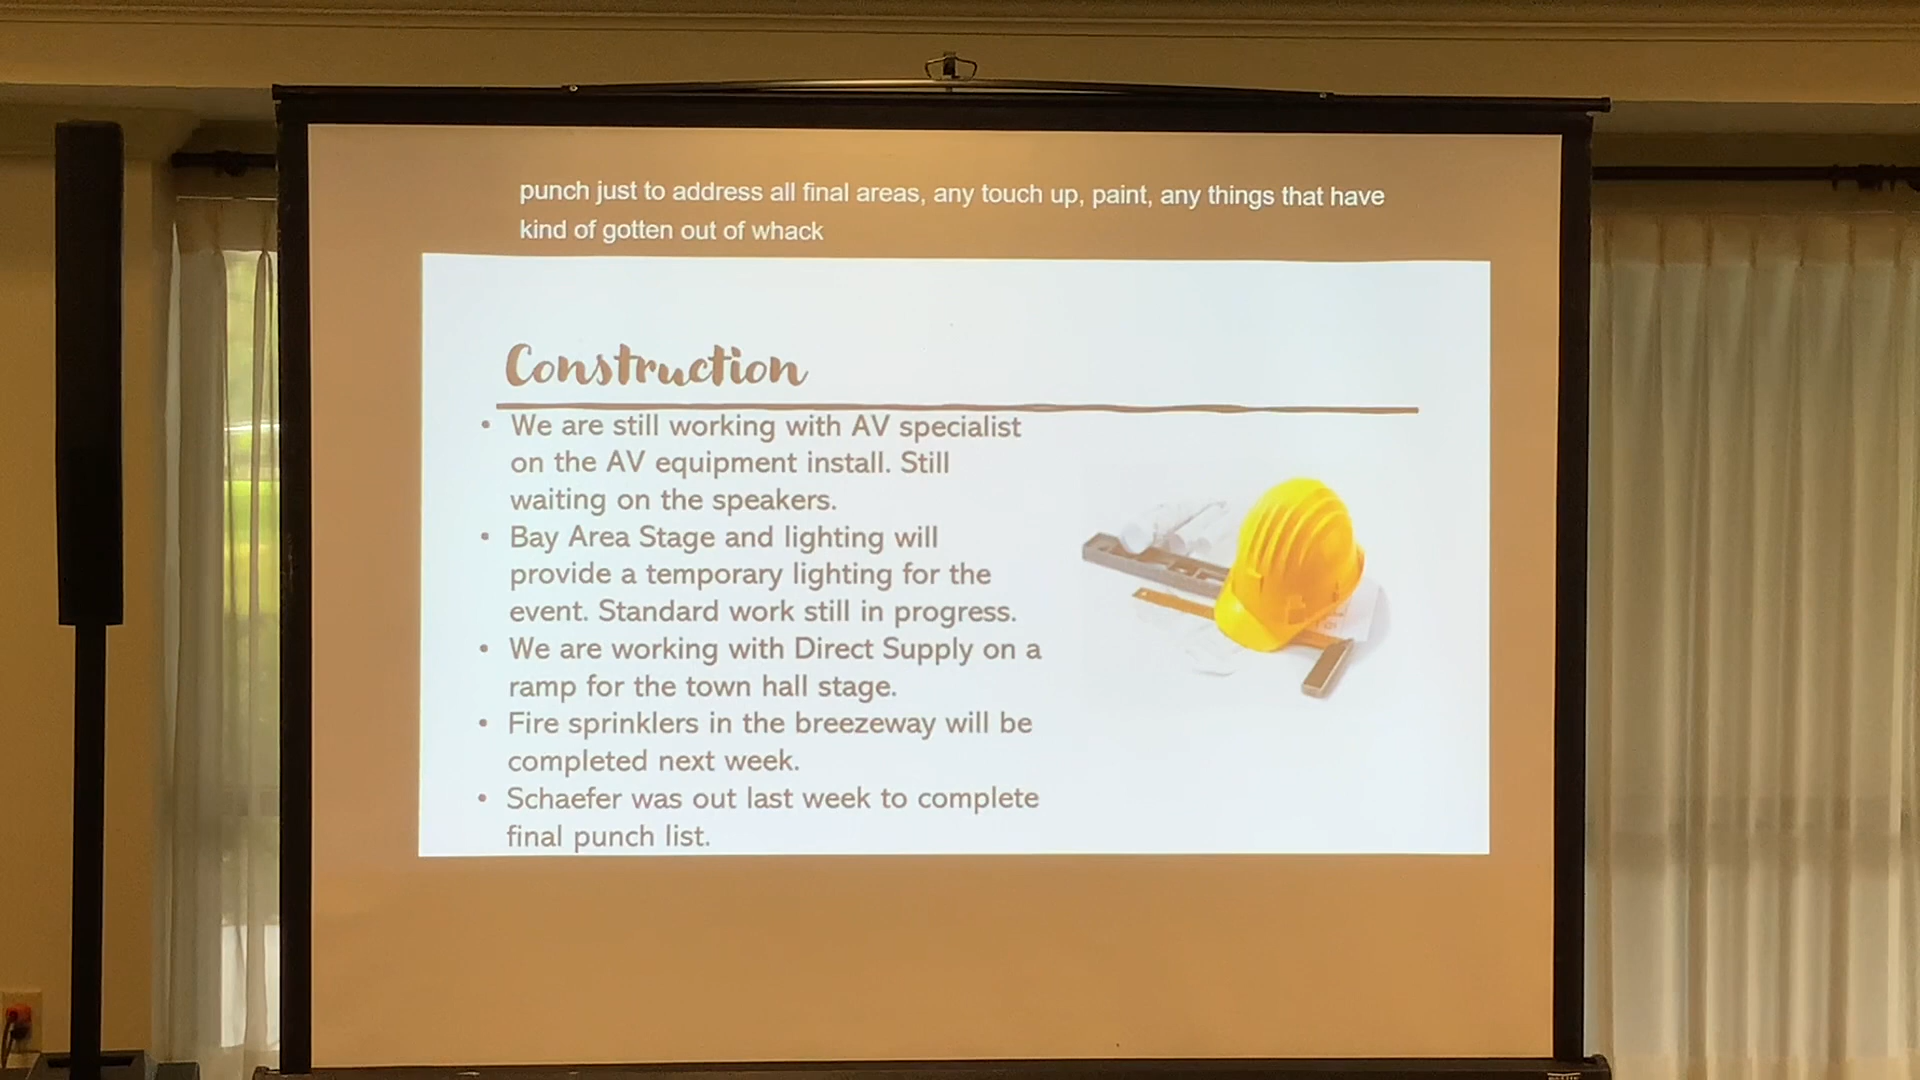 punch just to address all final areas, any touch up, paint, any things that have
kind of gotten out of whack
Construction
• We are still working with AV specialist
on the AV equipment install. Still
waiting on the speakers.
• Bay Area Stage and lighting will
provide a temporary lighting for the
event. Standard work still in progress.
• We are working with Direct Supply on a
ramp for the town hall stage.
• Fire sprinklers in the breezeway will be
completed next week.
• Schaefer was out last week to complete
final punch list.